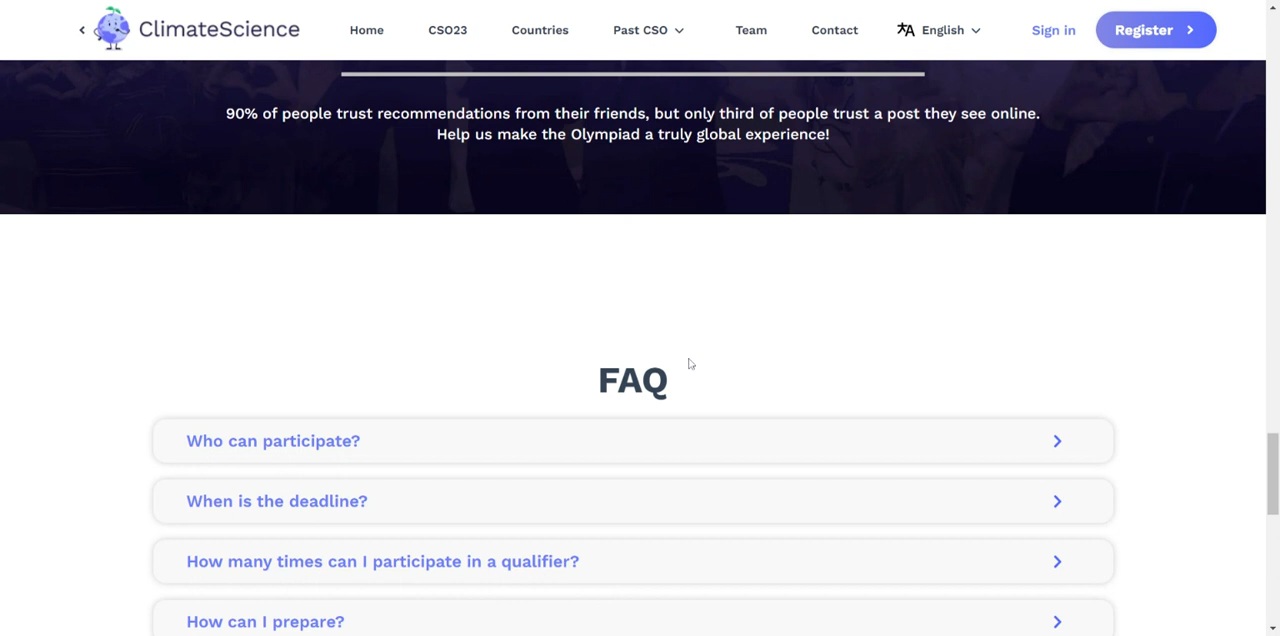 ClimateScience
Home
CSO23
Countries
Past CSO
Team
Contact
English
Sign in
Register
90% of people trust recommendations from their friends, but only third of people trust a post they see online.
Help us make the Olympiad a truly global experience!
FAQ
Who can participate?
When is the deadline?
How many times can I participate in a qualifier?
How can I prepare?